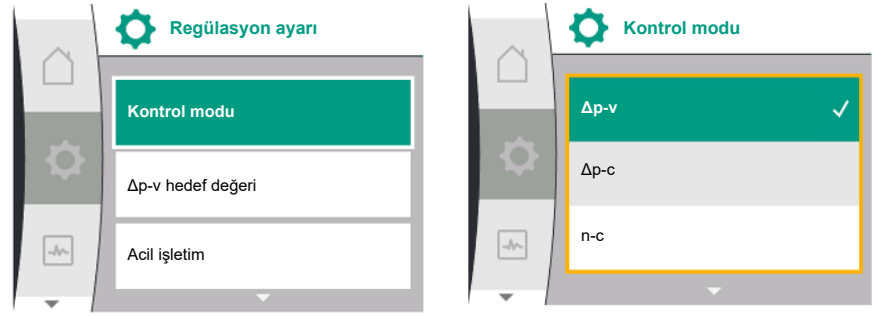 Regülasyon ayarı
Kontrol modu
Δp-v hedef değeri
Acil işletim
Kontrol modu
Δp-v
Δp-c
n-c